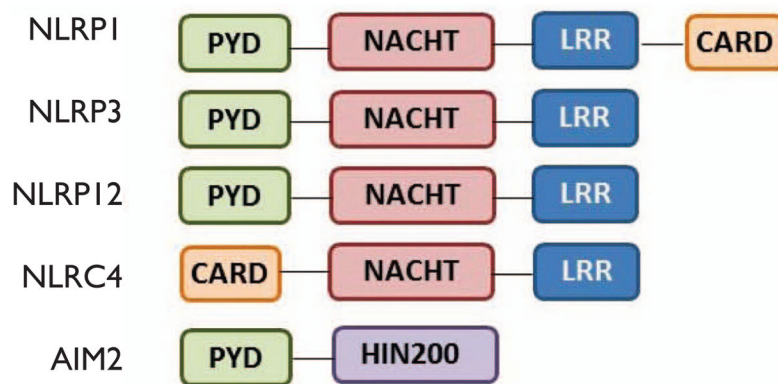 NLRP1 PYD NACHT LRR CARD
NLRP3 PYD NACHT LRR
NLRP12 PYD NACHT LRR
NLRC4 CARD NACHT LRR
AIM2 PYD HIN200